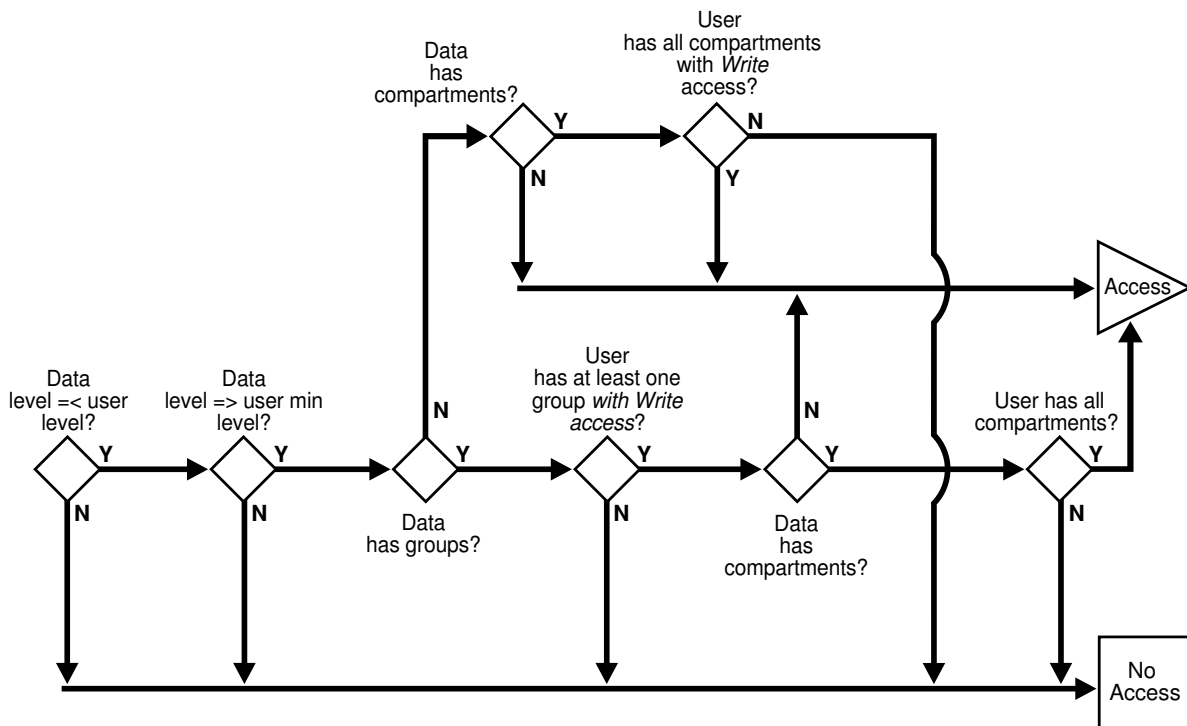 User
has all compartments
with Write
access?
Data
has
compartments?
Y
N
N
Y
Access
User
has at least one
group with Write
access?
Data
level =< user
level?
Data
level => user min
level?
User has all
compartments?
N
N
Y
Y
Y
Y
Y
Y
N
N
N
N
Data
has groups?
Data
has
compartments?
No
Access